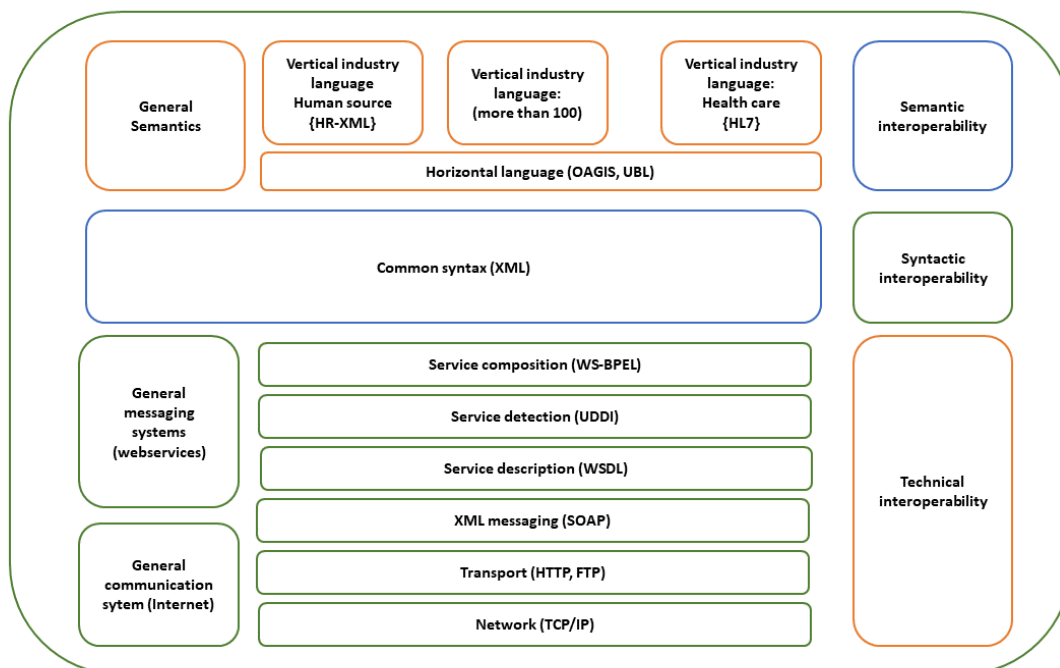 General
Semantics
Vertical industry
language
Human source
{HR-XML}
Vertical industry
language:
(more than 100)
Vertical industry
language:
Health care
{HL7}
Semantic
interoperability
Horizontal language (OAGIS, UBL)
Common syntax (XML)
Syntactic
interoperability
General
messaging
systems
(webservices)
Service composition (WS-BPEL)
Service detection (UDDI)
Service description (WSDL)
XML messaging (SOAP)
Technical
interoperability
General
communication
sytem (Internet)
Transport (HTTP, FTP)
Network (TCP/IP)